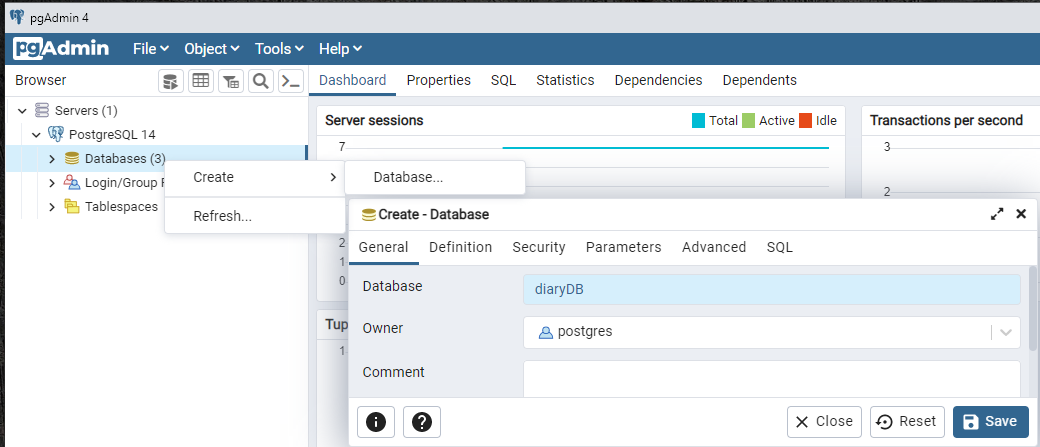 pgAdmin 4
pgAdmin File Object Tools Help
Browser Dashboard Properties SQL Statistics Dependencies Dependents
Servers (1)
PostgreSQL 14
Databases (3)
Login/Group
Tablespaces
Create
Refresh...
Database...
Server sessions Total Active Idle
7
2
1
0
Transactions per second
3
2
1
Create - Database
General Definition Security Parameters Advanced SQL
Database diaryDB
Owner postgres
Comment
i ? Close Reset Save